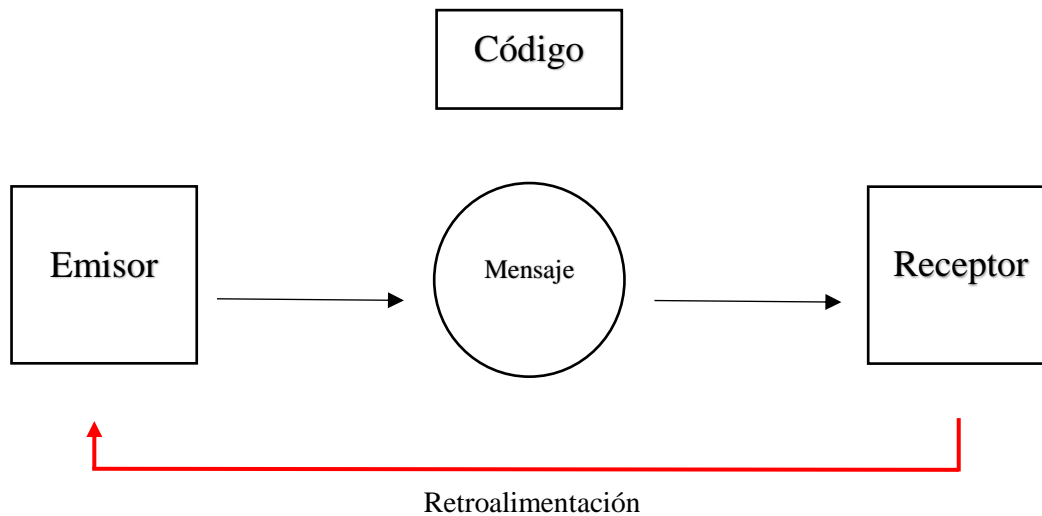 Código
Emisor
Mensaje
Receptor
Retroalimentación